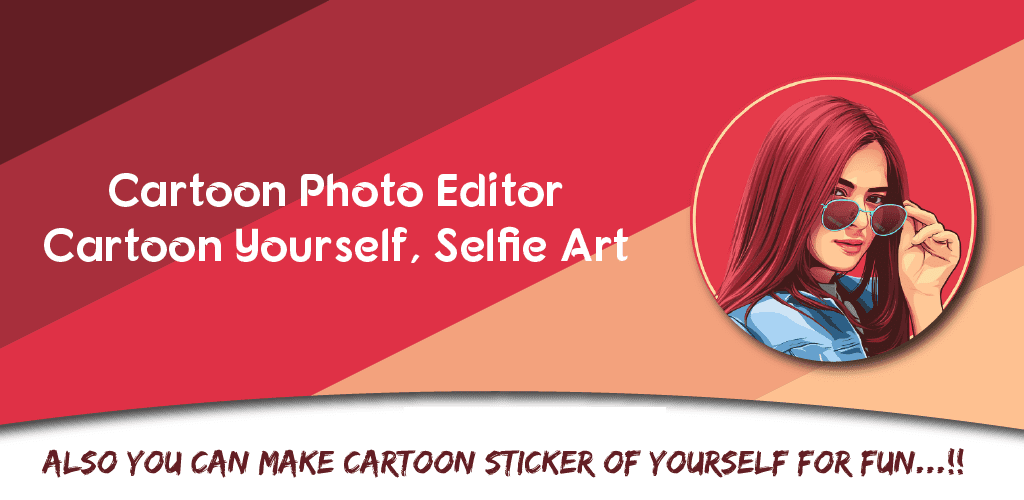 Cartoon Photo Editor
Cartoon Yourself, Selfie Art
ALSO YOU CAN MAKE CARTOON STICKER OF YOURSELF FOR FUN...!!